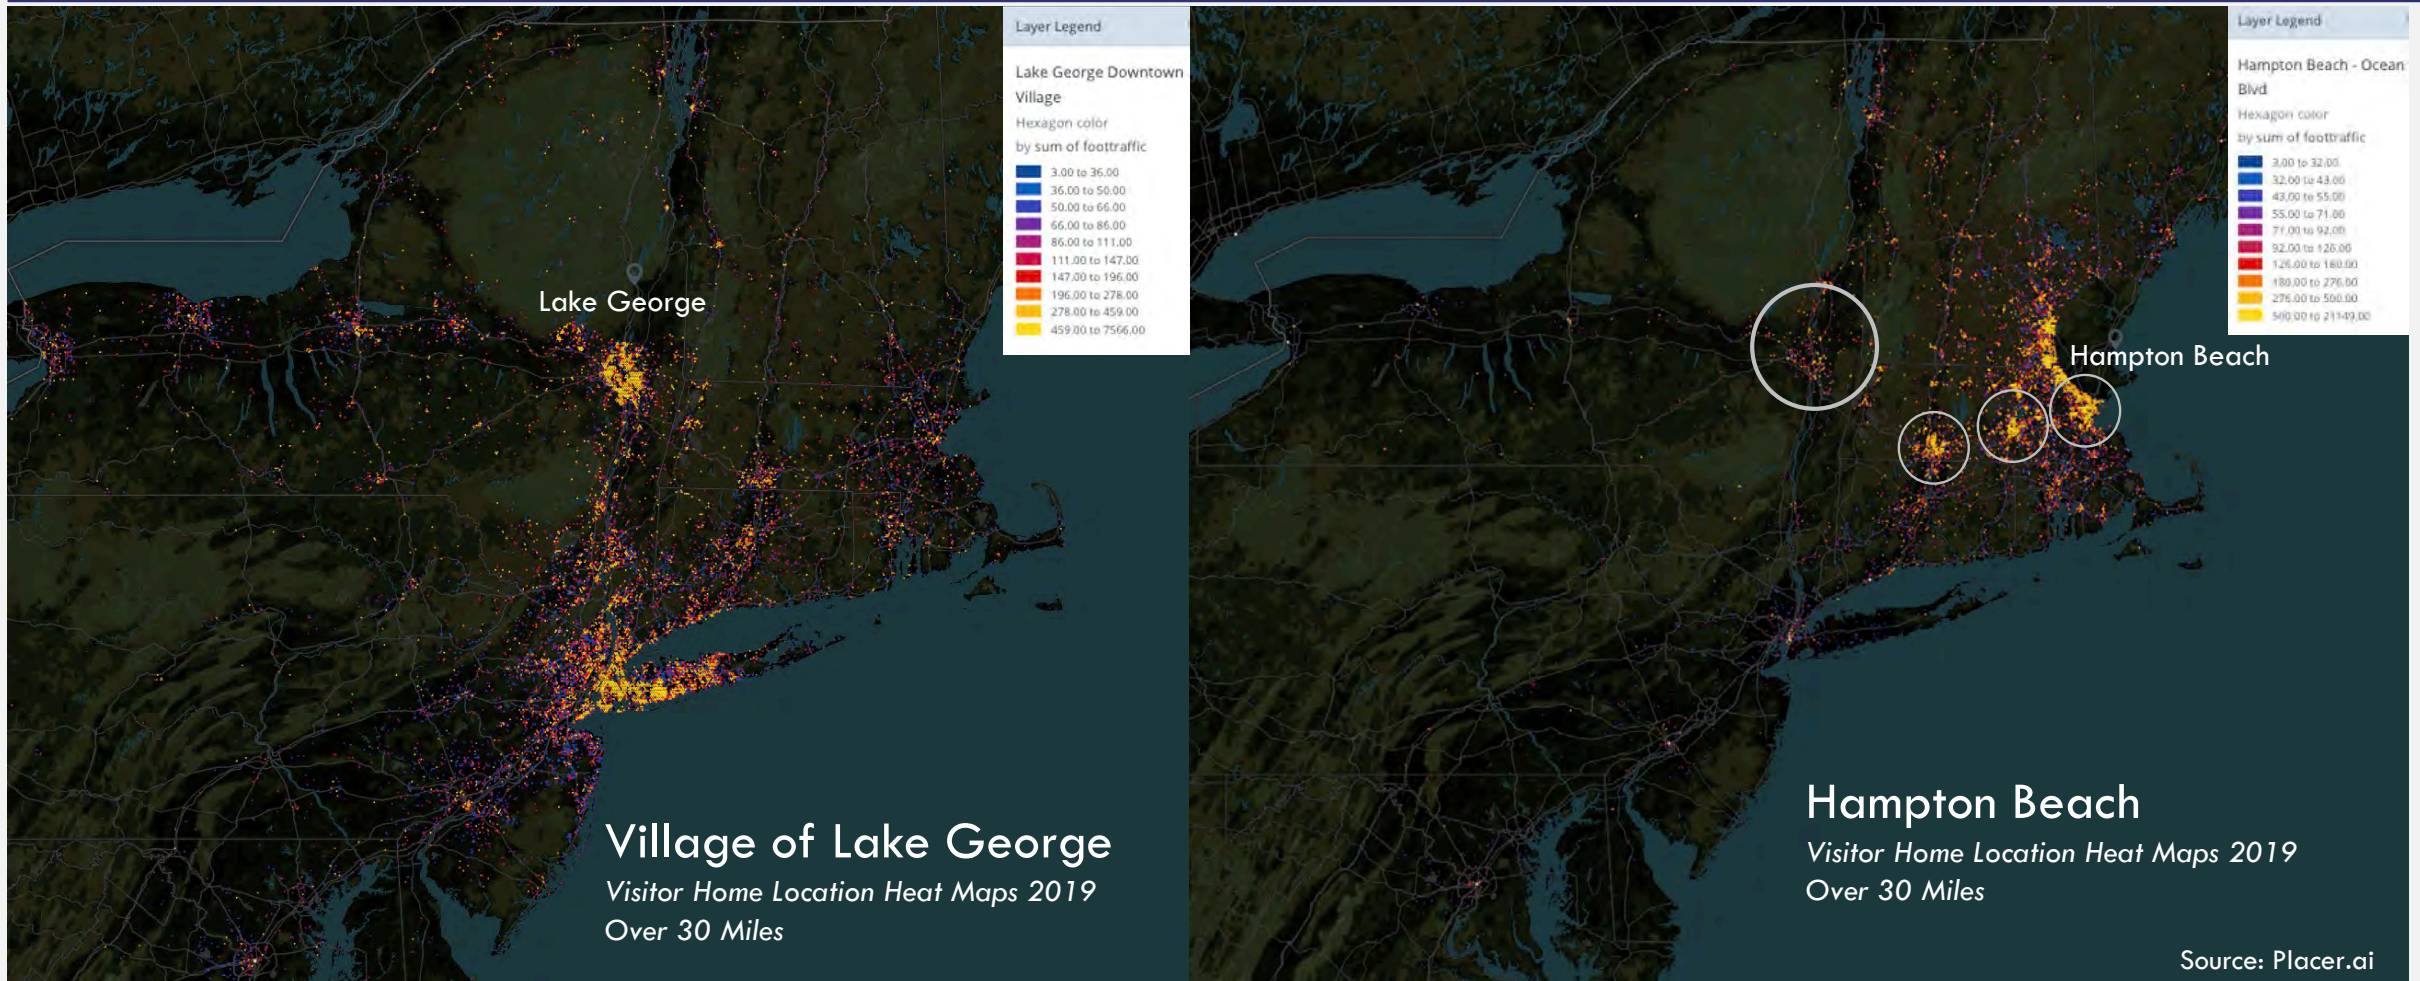 Layer Legend
Lake George Downtown
Village
Hexagon color
by sum of foottraffic
3.00 to 36.00
36.00 to 50.00
50.00 to 66.00
66.00 to 86.00
86.00 to 111.00
111.00 to 147.00
147.00 to 196.00
196.00 to 278.00
278.00 to 459.00
459.00 to 7566.00
Lake George
Village of Lake George
Visitor Home Location Heat Maps 2019
Over 30 Miles
Layer Legend
Hampton Beach - Ocean
Blvd
Hexagon color
by sum of foottraffic
3.00 to 32.00
32.00 to 43.00
43.00 to 55.00
55.00 to 71.00
71.00 to 92.00
92.00 to 126.00
126.00 to 180.00
180.00 to 276.00
276.00 to 500.00
500.00 to 21149.00
Hampton Beach
Hampton Beach
Visitor Home Location Heat Maps 2019
Over 30 Miles
Source: Placer.ai